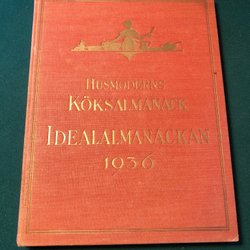 HUSMODERNS
KÖKSALMANACK
IDEALALMANACKAN
1936